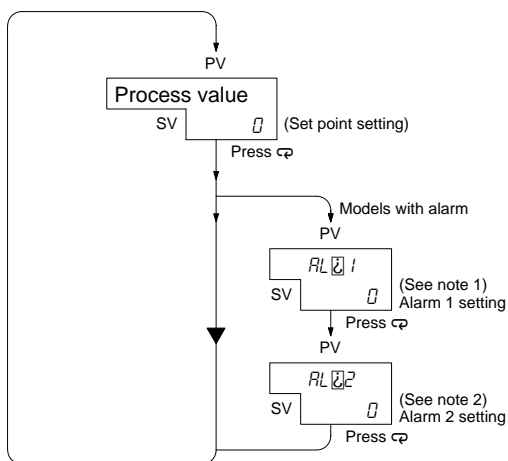 PV
Process value
SV 0 (Set point setting)
Press
Models with alarm
PV
AL¿1
SV 0 (See note 1)
Alarm 1 setting
Press
PV
AL¿2
SV 0 (See note 2)
Alarm 2 setting
Press